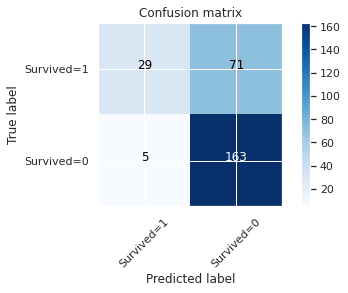 Confusion matrix
True label
Survived=1
29
71
Survived=0
5
163
Survived=1
Survived=0
Predicted label
160
140
120
100
80
60
40
20